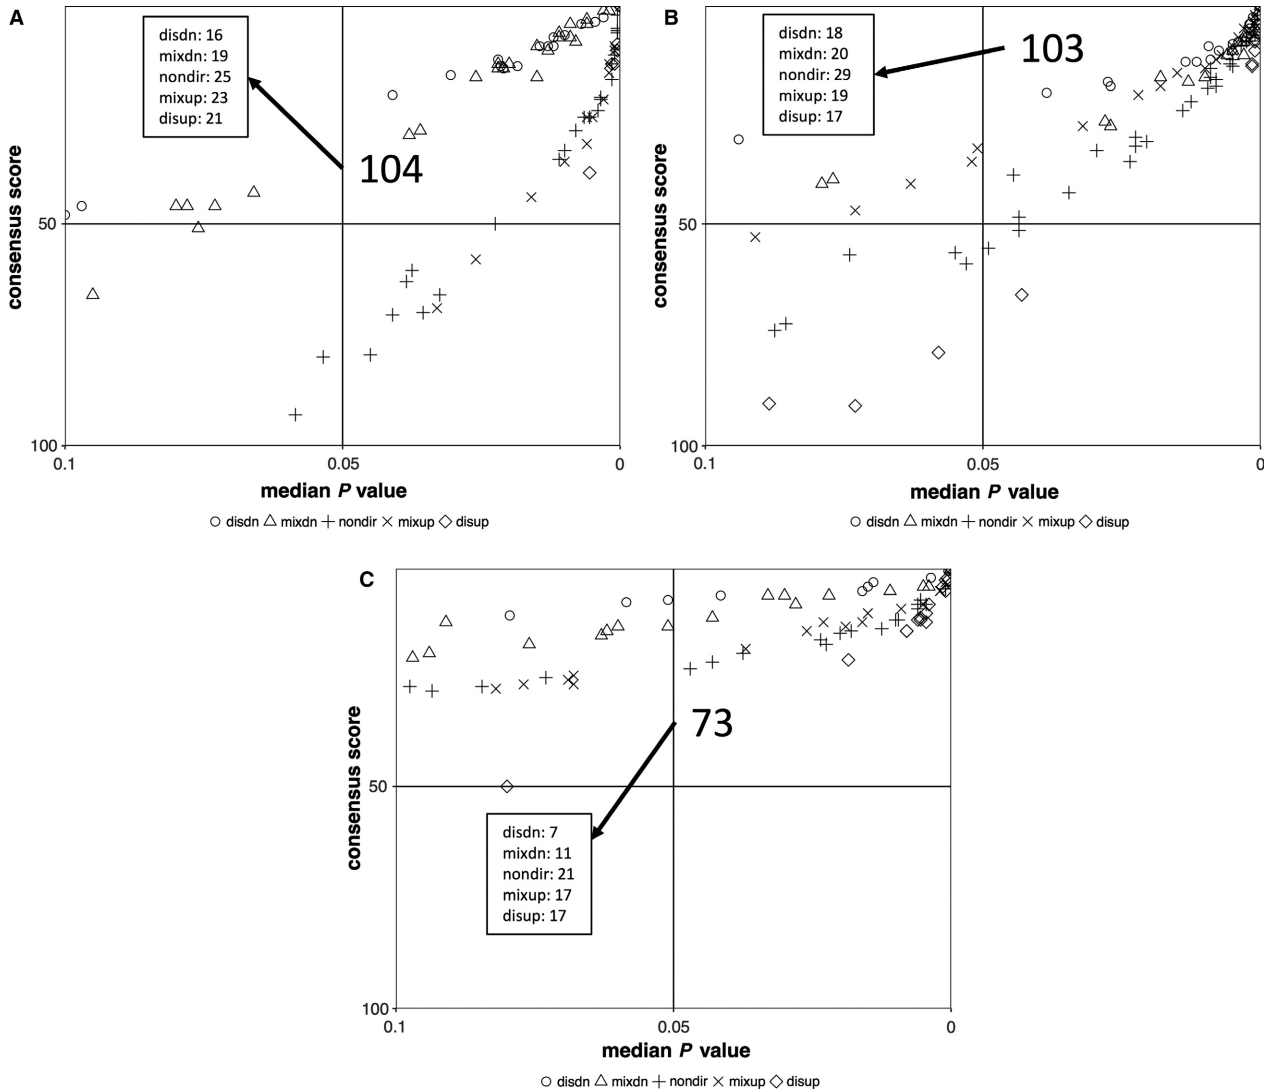 A
disdn: 16
mixdn: 19
nondir: 25
mixup: 23
disup: 21
104
consensus score
50
100
0.1
0.05
0
median P value
disdn mixdn nondir mixup disup
B
disdn: 18
mixdn: 20
nondir: 29
mixup: 19
disup: 17
103
consensus score
50
100
0.1
0.05
0
median P value
disdn mixdn nondir mixup disup
C
73
consensus score
50
disdn: 7
mixdn: 11
nondir: 21
mixup: 17
disup: 17
100
0.1
0.05
0
median P value
disdn mixdn nondir mixup disup